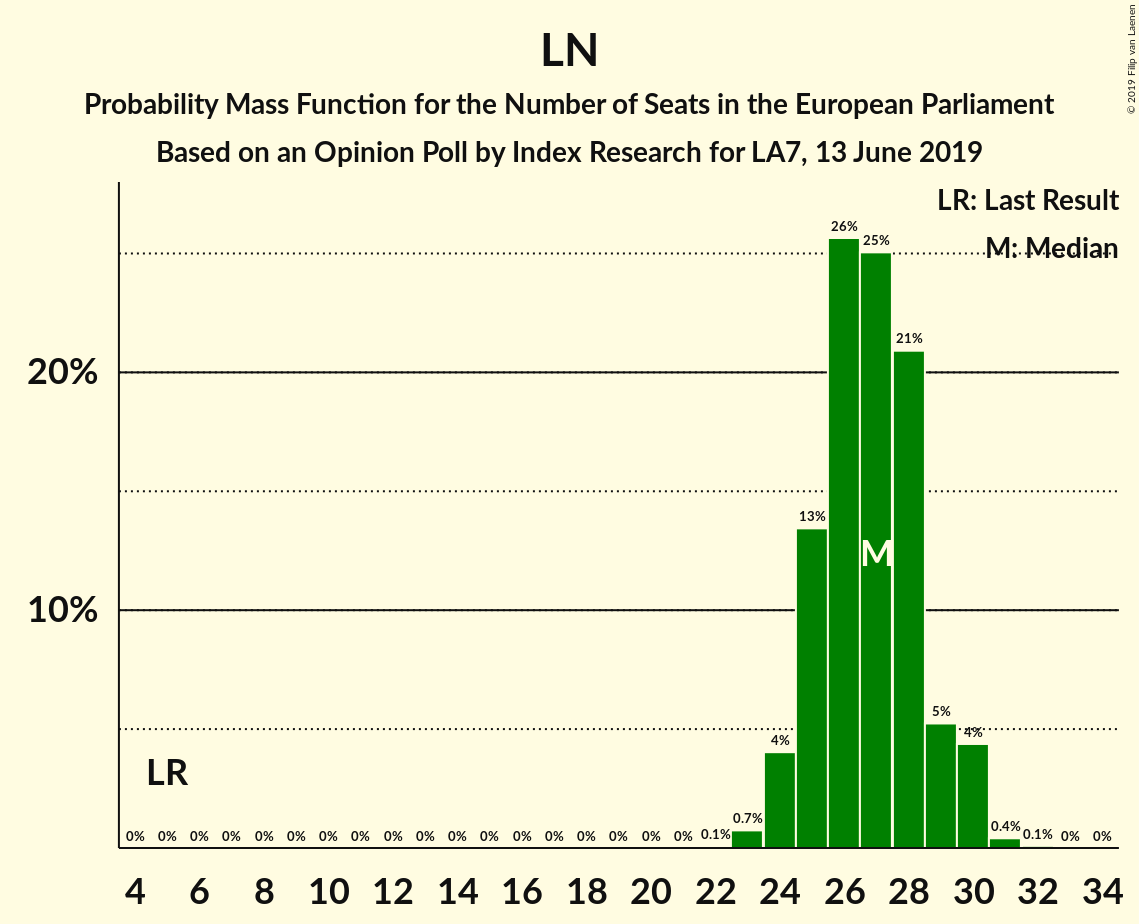 LN
Probability Mass Function for the Number of Seats in the European Parliament
Based on an Opinion Poll by Index Research for LA7, 13 June 2019
© 2019 Filip van Laenen
LR: Last Result
M: Median
20%
10%
0% 0% 0% 0% 0% 0% 0% 0% 0% 0% 0% 0% 0% 0% 0% 0% 0% 0% 0.1% 0.7% 4% 13% 26% 25% 21% 5% 4% 0.4% 0.1% 0% 0%
LR
M
4 6 8 10 12 14 16 18 20 22 24 26 28 30 32 34